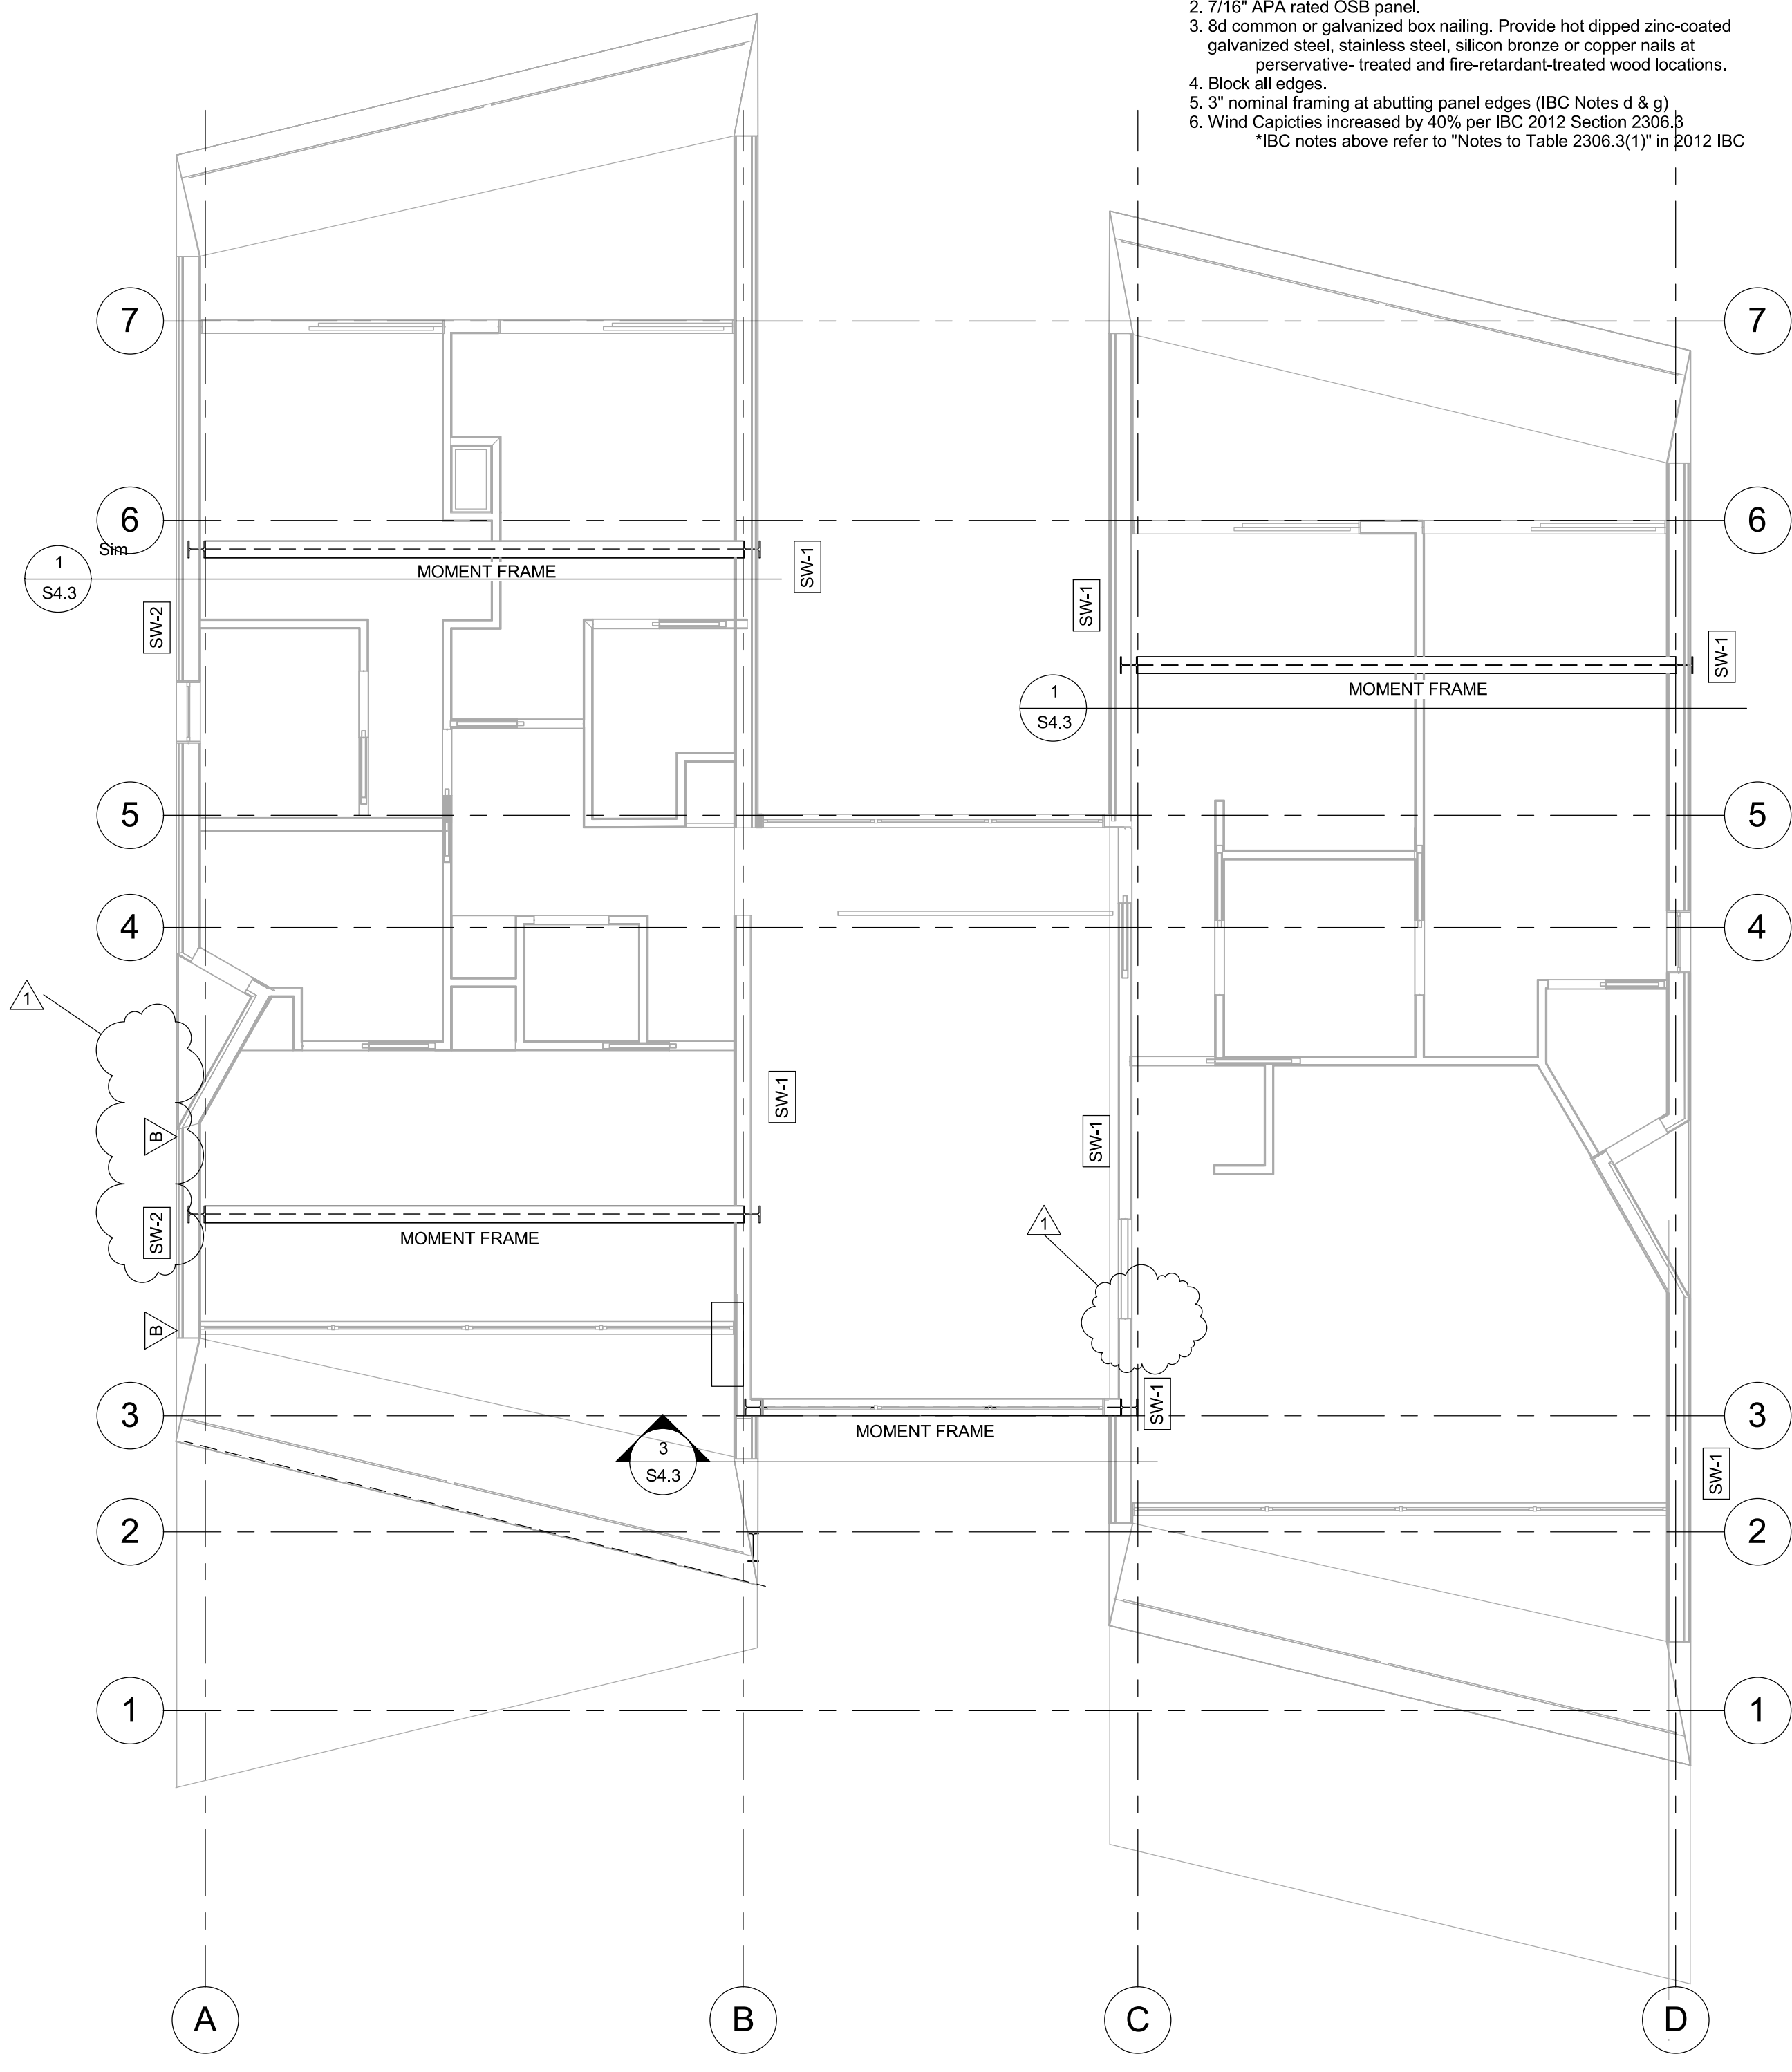 2. 7/16" APA rated OSB panel.
3. 8d common or galvanized box nailing. Provide hot dipped zinc-coated
galvanized steel, stainless steel, silicon bronze or copper nails at
perservative- treated and fire-retardant-treated wood locations.
4. Block all edges.
5. 3" nominal framing at abutting panel edges (IBC Notes d & g)
6. Wind Capicties increased by 40% per IBC 2012 Section 2306.3
*IBC notes above refer to "Notes to Table 2306.3(1)" in 2012 IBC
7
7
6
6
Sim
1
S4.3
MOMENT FRAME
SW-1
SW-1
SW-2
SW-1
MOMENT FRAME
1
S4.3
5
5
4
4
1
B
SW-1
SW-1
SW-2
MOMENT FRAME
1
B
SW-1
3
3
MOMENT FRAME
3
S4.3
SW-1
2
2
1
1
A
B
C
D